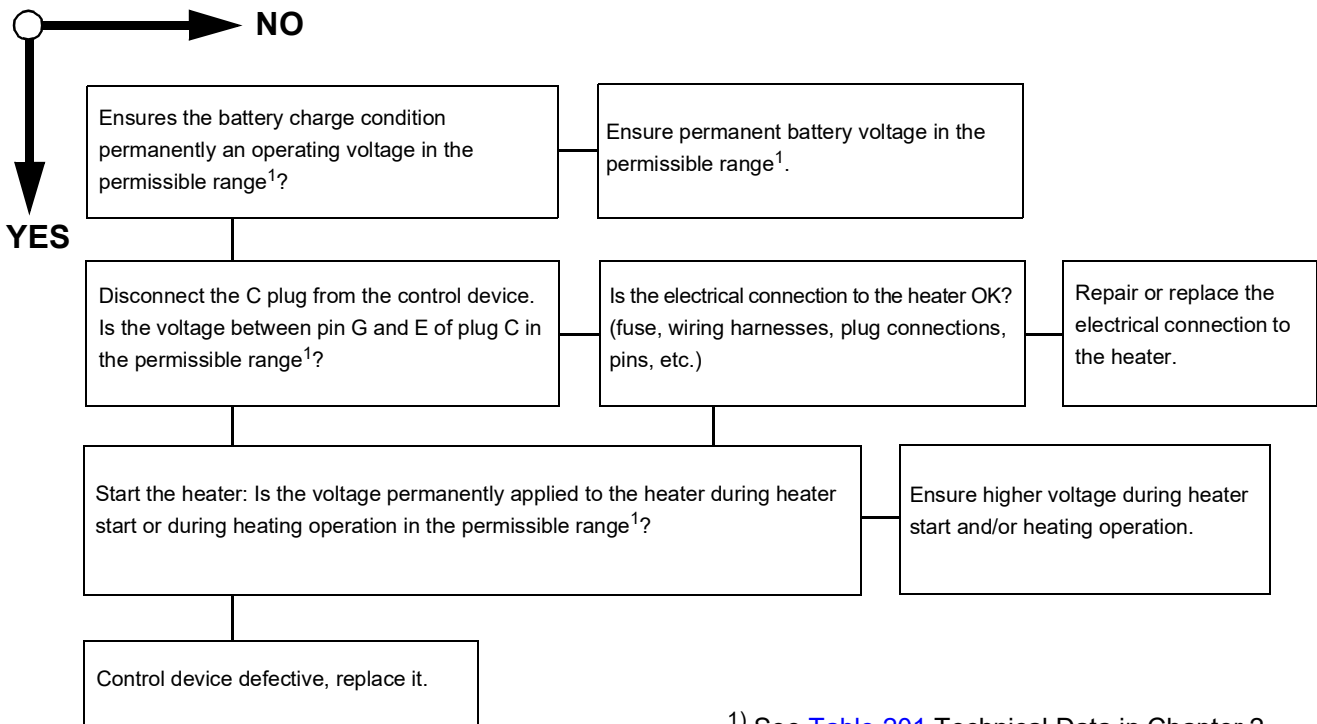 NO
YES
Ensures the battery charge condition
permanently an operating voltage in the
permissible range1?
Ensure permanent battery voltage in the
permissible range1.
Disconnect the C plug from the control device.
Is the voltage between pin G and E of plug C in
the permissible range1?
Is the electrical connection to the heater OK?
(fuse, wiring harnesses, plug connections,
pins, etc.)
Repair or replace the
electrical connection to
the heater.
Start the heater: Is the voltage permanently applied to the heater during heater
start or during heating operation in the permissible range1?
Ensure higher voltage during heater
start and/or heating operation.
Control device defective, replace it.
1) See Table 201 Technical Data in Chapter 2